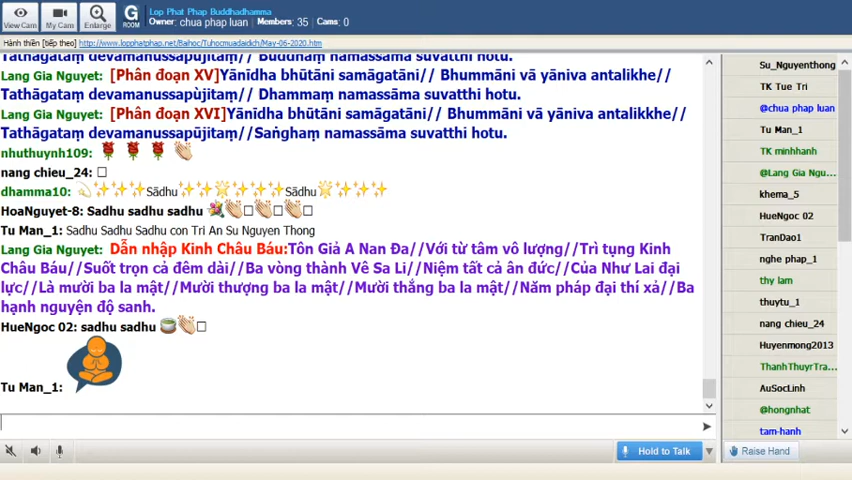 Lop Phat Phap Buddhadhamma
Owner: chua phap luan Members: 35 Cams: 0
View Cam
My Cam
Enlarge
G
ROOM
Hành thiền [tiếp theo] http://www.lopphatphap.net/Baihoc/Tuhocmuadaidich/May-06-2020.htm
Tathāgataṃ devamanussapūjitaṃ// Buddhaṃ namassāma suvatthi hotu.
Lang Gia Nguyet: [Phân đoạn XV]Yānīdha bhūtāni samāgatāni// Bhummāni vā yāniva antalikhe//
Tathāgataṃ devamanussapùjitaṃ// Dhammaṃ namassāma suvatthi hotu.
Lang Gia Nguyet: [Phân đoạn XVI]Yānīdha bhūtāni samāgatāni// Bhummāni vā yāniva antalikkhe//
Tathāgataṃ devamanussapūjitaṃ//Saṅghaṃ namassāma suvatthi hotu.
nhuthuynh109:
nang chieu_24:
dhamma10: Sādhu Sādhu
HoaNguyet-8: Sadhu sadhu sadhu
Tu Man_1: Sadhu Sadhu Sadhu con Tri An Su Nguyen Thong
Lang Gia Nguyet: Dẫn nhập Kinh Châu Báu:Tôn Giả A Nan Đa//Với từ tâm vô lượng//Trì tụng Kinh
Châu Báu//Suốt trọn cả đêm dài//Ba vòng thành Vê Sa Li//Niệm tất cả ân đức//Của Như Lai đại
lực//Là mười ba la mật//Mười thượng ba la mật//Mười thắng ba la mật//Năm pháp đại thí xả//Ba
hạnh nguyện độ sanh.
HueNgoc 02: sadhu sadhu
Tu Man_1:
Hold to Talk
Su_Nguyenthong
TK Tue Tri
@chua phap luan
Tu Man_1
TK minhhanh
@Lang Gia Ngu...
khema_5
HueNgoc 02
TranDao1
nghe phap_1
thy lam
thuytu_1
nang chieu_24
Huyenmong2013
ThanhThuyrTra...
AuSocLinh
@hongnhat
tam-hanh
Raise Hand